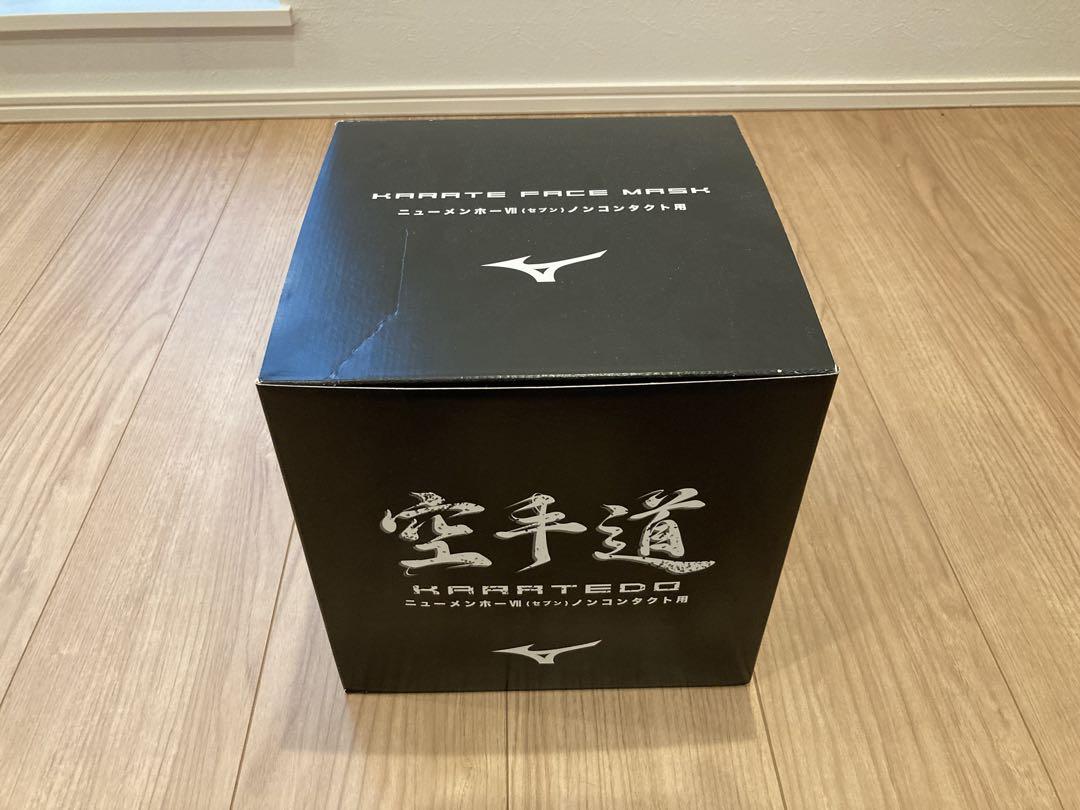 KARATE FACE MASK
ニューメンホーⅦ(セブン)ノンコンタクト用
空手道
KARATEDO
ニューメンホーⅦ(セブン)ノンコンタクト用